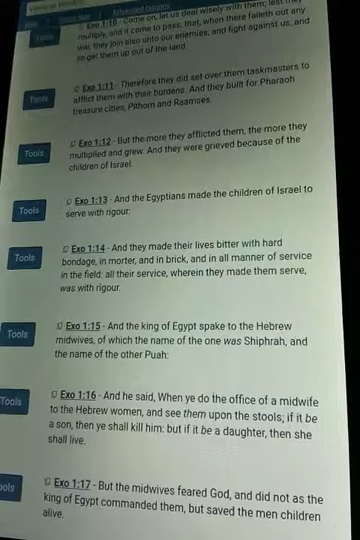 Exo 1:10 - Come on, let us deal wisely with them; lest they
multiply, and it come to pass, that, when there falleth out any
war, they join also unto our enemies, and fight against us, and
so get them up out of the land.
Tools
Exo 1:11 - Therefore they did set over them taskmasters to
afflict them with their burdens. And they built for Pharaoh
treasure cities, Pithom and Raamses.
Tools
Exo 1:12 - But the more they afflicted them, the more they
multiplied and grew. And they were grieved because of the
children of Israel.
Tools
Exo 1:13 - And the Egyptians made the children of Israel to
serve with rigour:
Tools
Exo 1:14 - And they made their lives bitter with hard
bondage, in morter, and in brick, and in all manner of service
in the field: all their service, wherein they made them serve,
was with rigour.
Tools
Exo 1:15 - And the king of Egypt spake to the Hebrew
midwives, of which the name of the one was Shiphrah, and
the name of the other Puah:
Tools
Exo 1:16 - And he said, When ye do the office of a midwife
to the Hebrew women, and see them upon the stools; if it be
a son, then ye shall kill him: but if it be a daughter, then she
shall live.
Tools
Exo 1:17 - But the midwives feared God, and did not as the
king of Egypt commanded them, but saved the men children
alive.